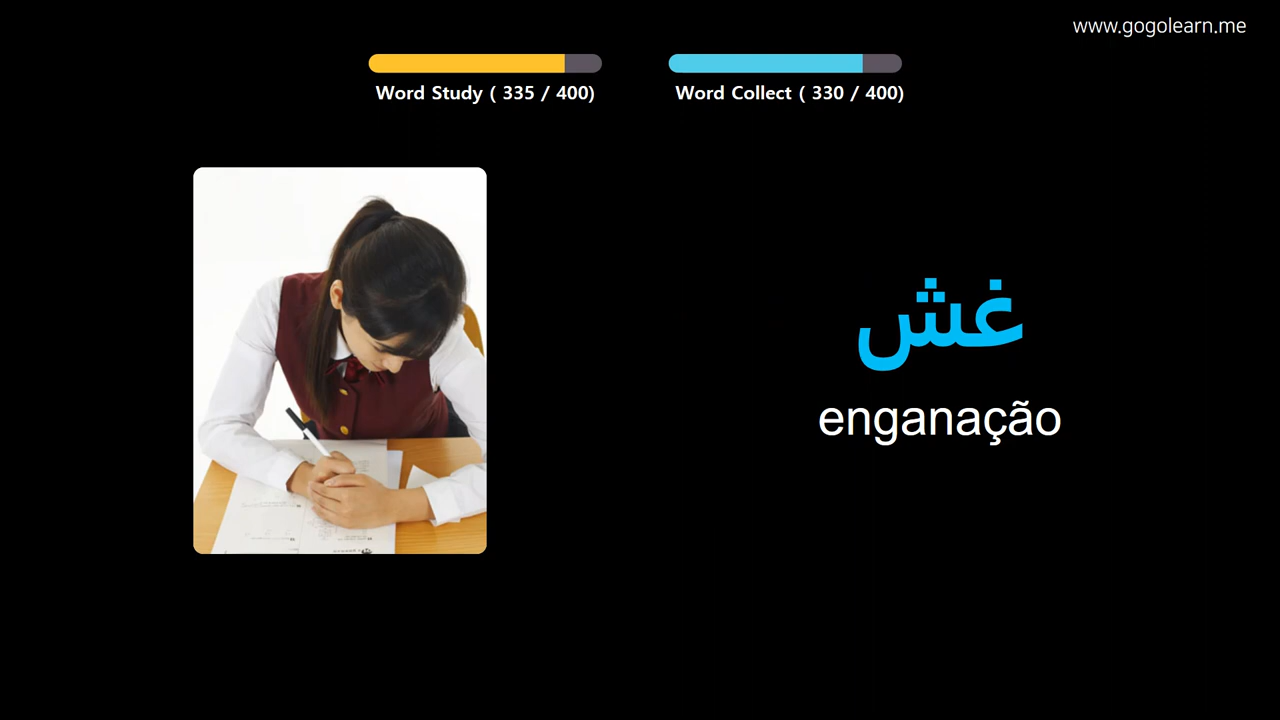 www.gogolearn.me
Word Study ( 335 / 400)
Word Collect ( 330 / 400)
غش
enganação